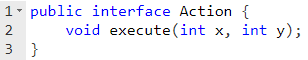 1 public interface Action {
2     void execute(int x, int y);
3 }